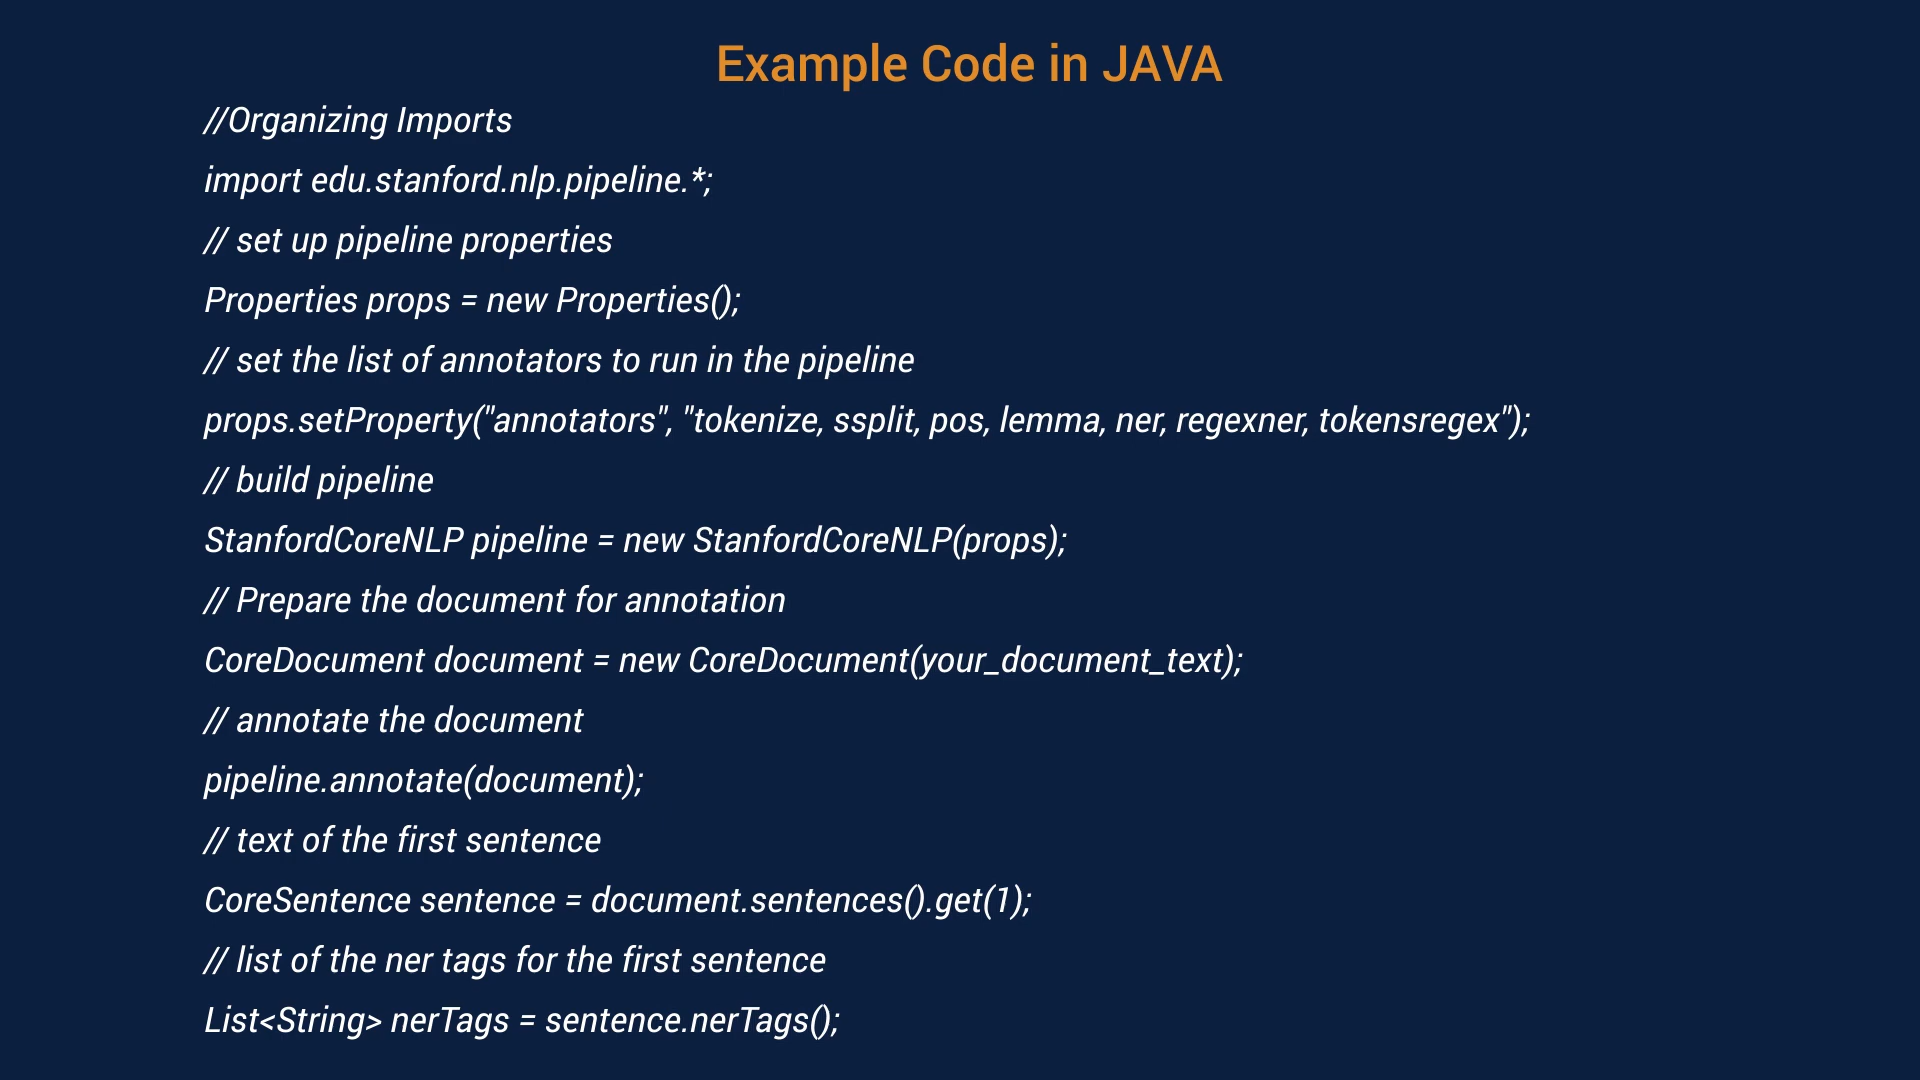 Example Code in JAVA
//Organizing Imports
import edu.stanford.nlp.pipeline.*;
// set up pipeline properties
Properties props = new Properties();
// set the list of annotators to run in the pipeline
props.setProperty("annotators", "tokenize, ssplit, pos, lemma, ner, regexner, tokensregex");
// build pipeline
StanfordCoreNLP pipeline = new StanfordCoreNLP(props);
// Prepare the document for annotation
CoreDocument document = new CoreDocument(your_document_text);
// annotate the document
pipeline.annotate(document);
// text of the first sentence
CoreSentence sentence = document.sentences().get(1);
// list of the ner tags for the first sentence
List<String> nerTags = sentence.nerTags();